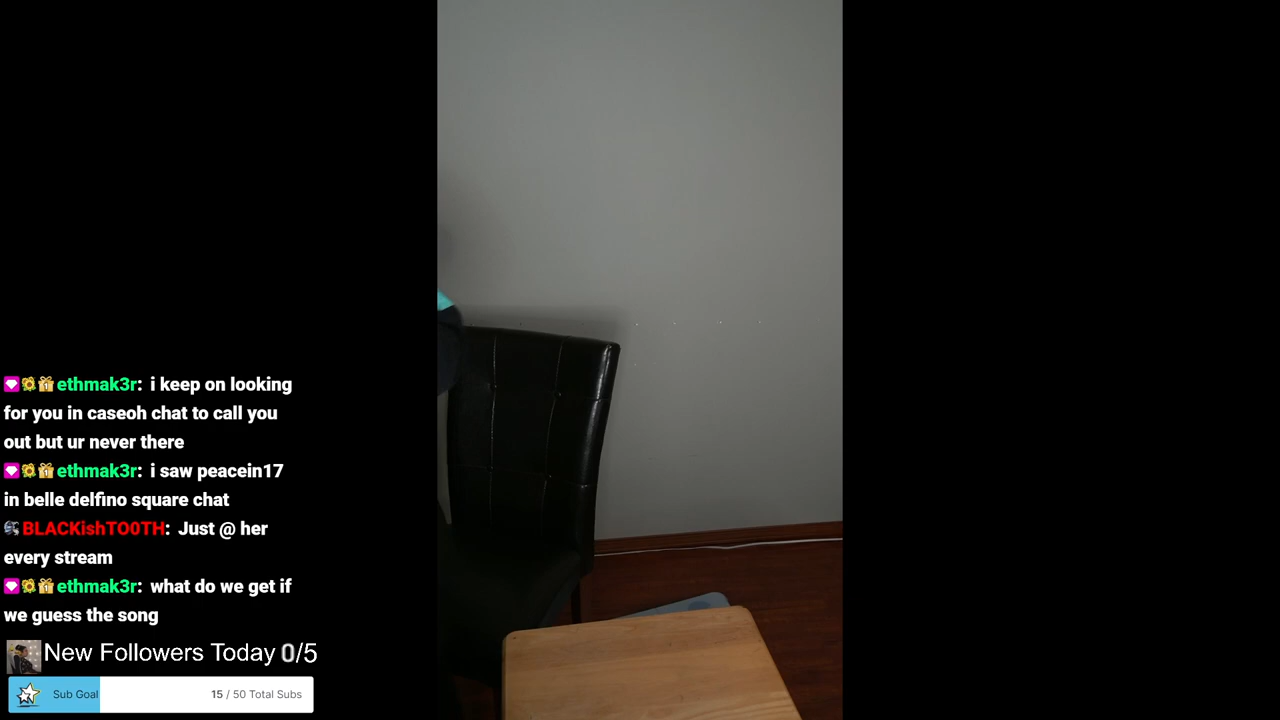 ethmak3r: i keep on looking
for you in caseoh chat to call you
out but ur never there
ethmak3r: i saw peacein17
in belle delfino square chat
BLACKishTO0TH: Just @ her
every stream
ethmak3r: what do we get if
we guess the song
New Followers Today 0/5
Sub Goal 15 / 50 Total Subs